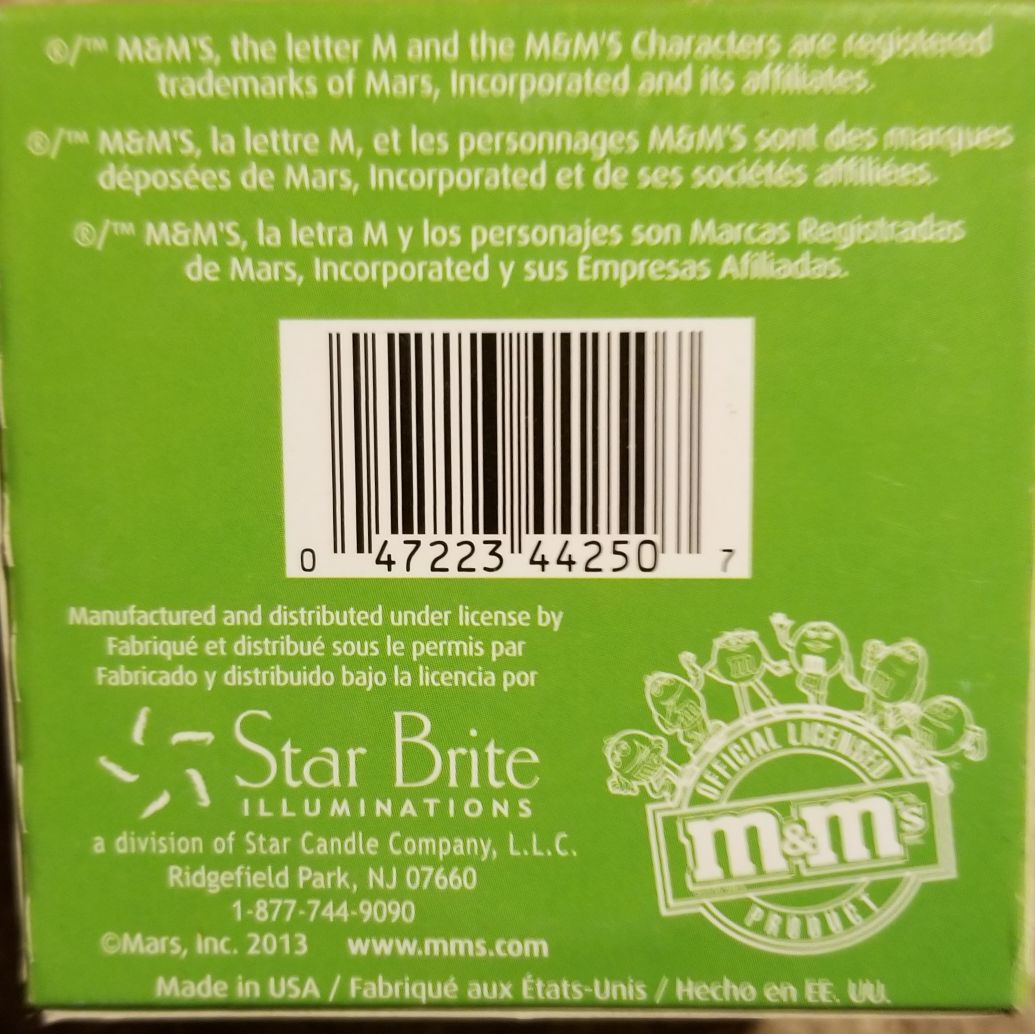 ®/™ M&M'S, the letter M and the M&M'S Characters are registered
trademarks of Mars, Incorporated and its affiliates.
®/™ M&M'S, la lettre M, et les personnages M&M'S sont des marques
déposées de Mars, Incorporated et de ses sociétés affiliées.
®/™ M&M'S, la letra M y los personajes son Marcas Registradas
de Mars, Incorporated y sus Empresas Afiliadas.
0 47223 44250 7
Manufactured and distributed under license by
Fabriqué et distribué sous le permis par
Fabricado y distribuido bajo la licencia por
Star Brite
ILLUMINATIONS
a division of Star Candle Company, L.L.C.
Ridgefield Park, NJ 07660
1-877-744-9090
©Mars, Inc. 2013 www.mms.com
OFFICIAL LICENSED
m&m's
PRODUCT
Made in USA / Fabriqué aux États-Unis / Hecho en EE. UU.